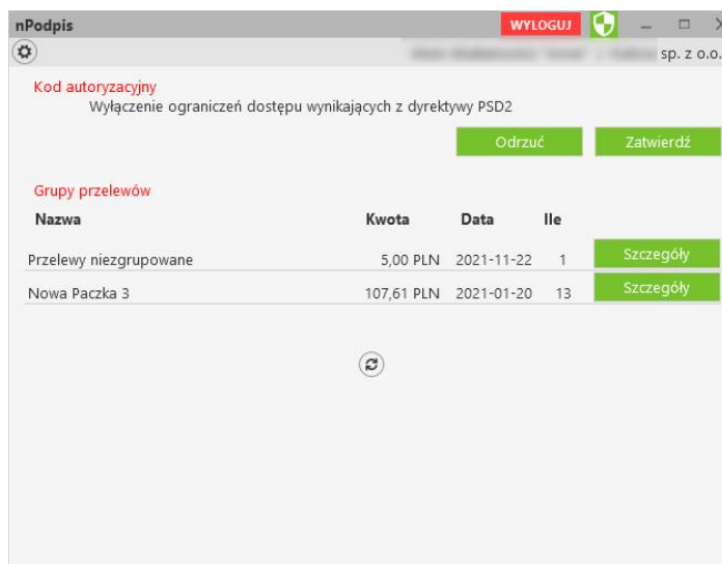 nPodpis WYLOGUJ
sp. z o.o.
Kod autoryzacyjny
Wyłączenie ograniczeń dostępu wynikających z dyrektywy PSD2
Odrzuć Zatwierdź
Grupy przelewów
Nazwa Kwota Data Ile
Przelewy niezgrupowane 5,00 PLN 2021-11-22 1 Szczegóły
Nowa Paczka 3 107,61 PLN 2021-01-20 13 Szczegóły